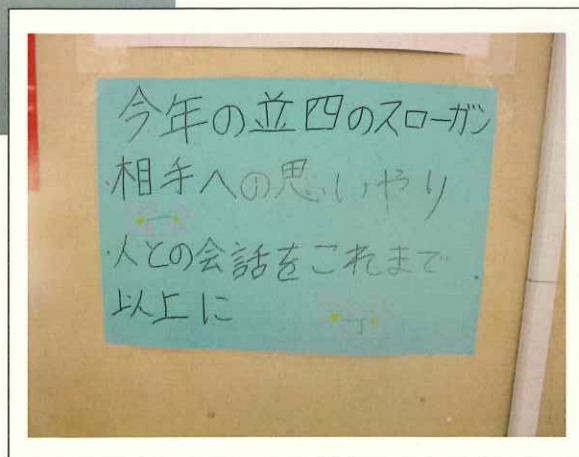 今年の並四のスローガン
・相手への思いやり
・人との会話をこれまで
以上に